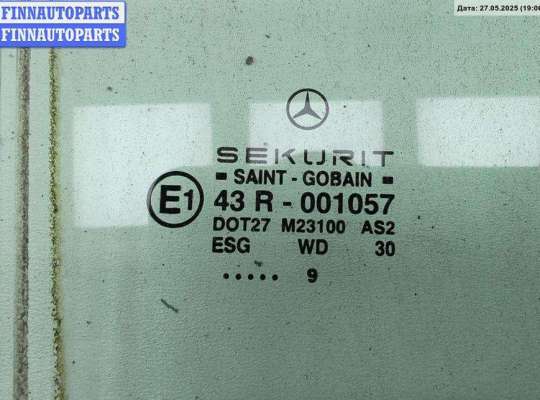 FINNAUTOPARTS
FINNAUTOPARTS
Дата: 27.05.2025 (19:06
SEKURIT
SAINT - GOBAIN
E1 43 R - 001057
DOT27 M23100 AS2
ESG WD 30
..... 9